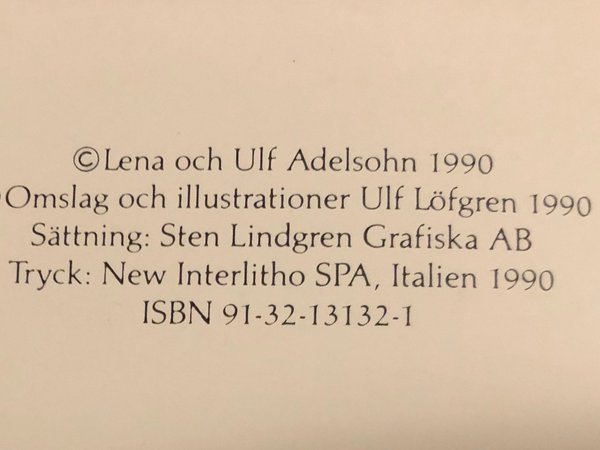 ©Lena och Ulf Adelsohn 1990
Omslag och illustrationer Ulf Löfgren 1990
Sättning: Sten Lindgren Grafiska AB
Tryck: New Interlitho SPA, Italien 1990
ISBN 91-32-13132-1